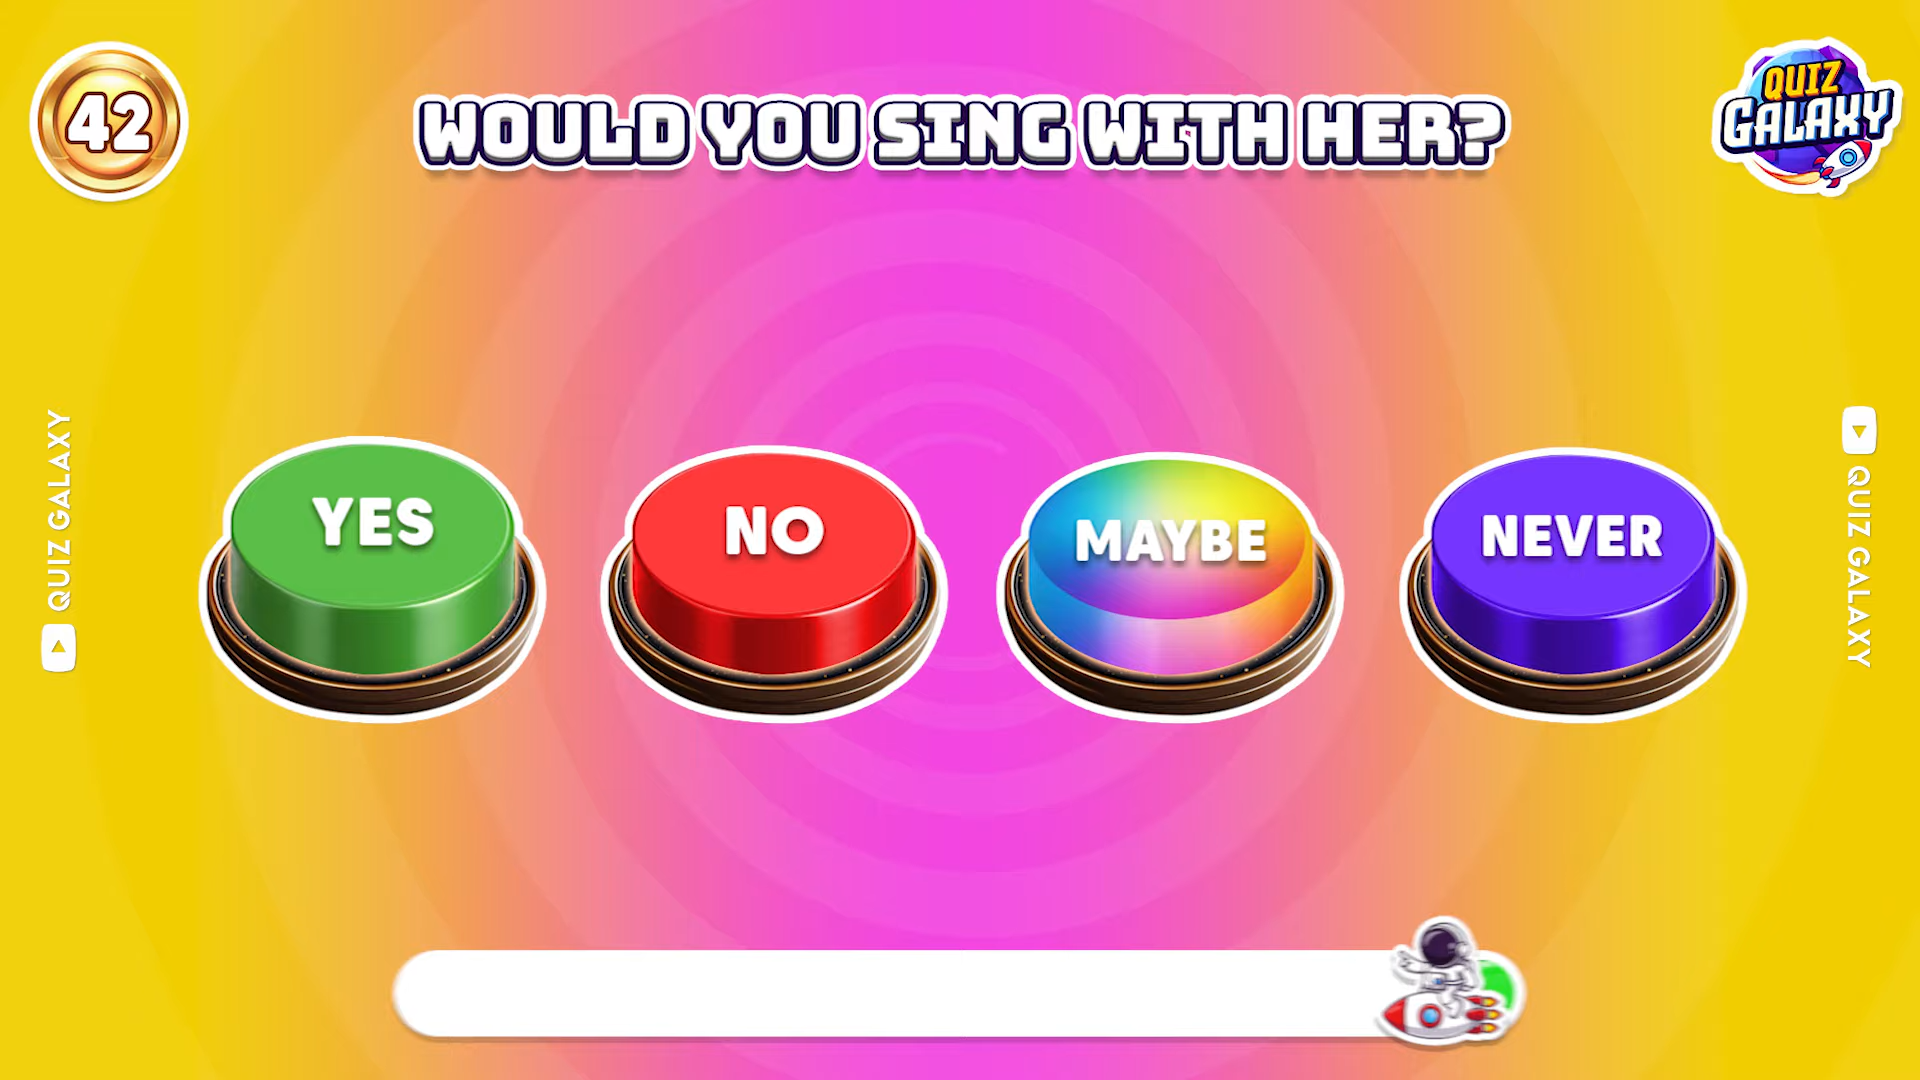 42
WOULD YOU SING WITH HER?
QUIZ
GALAXY
QUIZ GALAXY
YES
NO
MAYBE
NEVER
QUIZ GALAXY